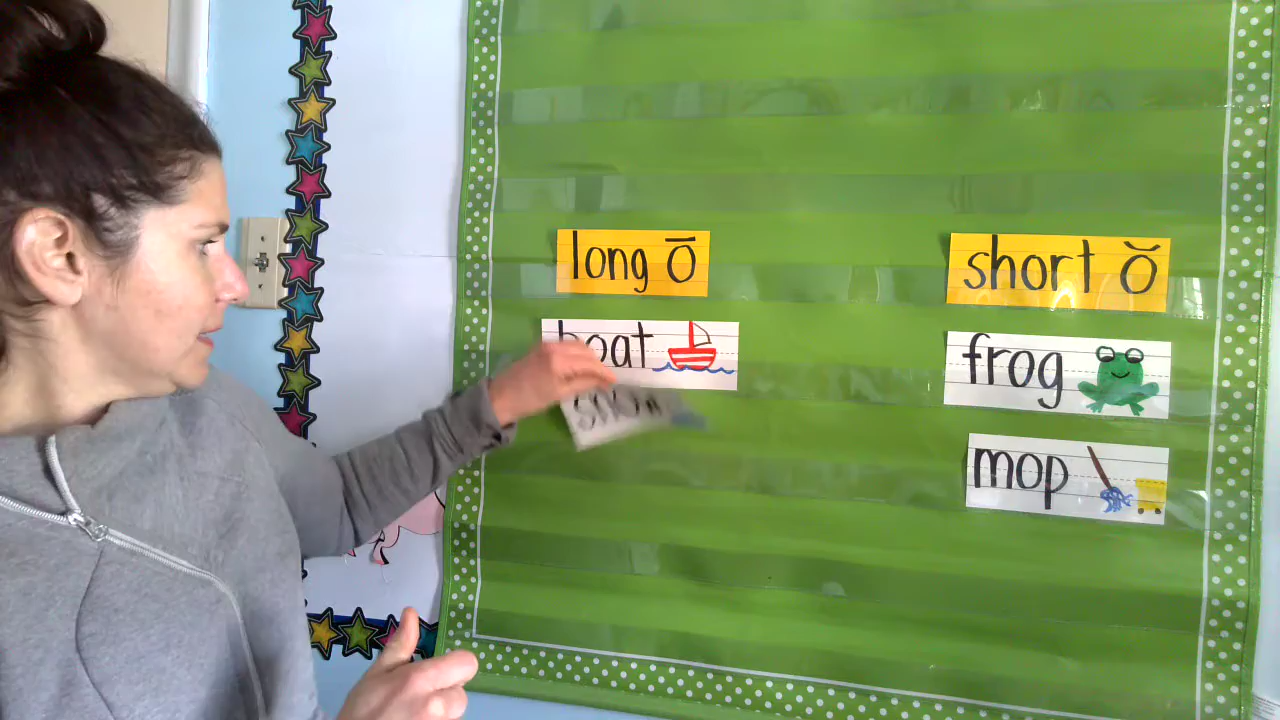 long ō
short ŏ
boat
frog
mop